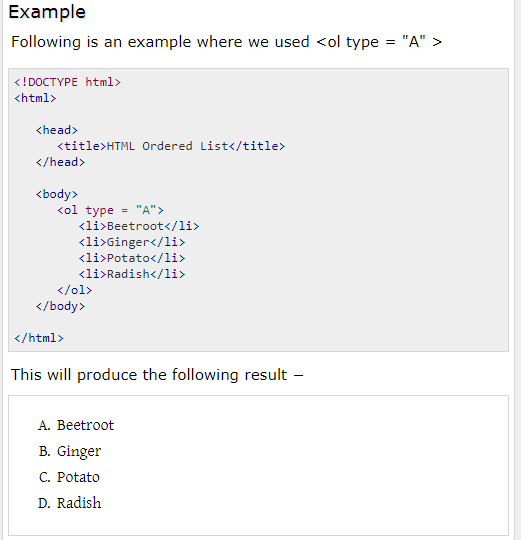 Example
Following is an example where we used <ol type = "A" >
<!DOCTYPE html>
<html>
<head>
<title>HTML Ordered List</title>
</head>
<body>
<ol type = "A">
<li>Beetroot</li>
<li>Ginger</li>
<li>Potato</li>
<li>Radish</li>
</ol>
</body>
</html>
This will produce the following result −
A. Beetroot
B. Ginger
C. Potato
D. Radish